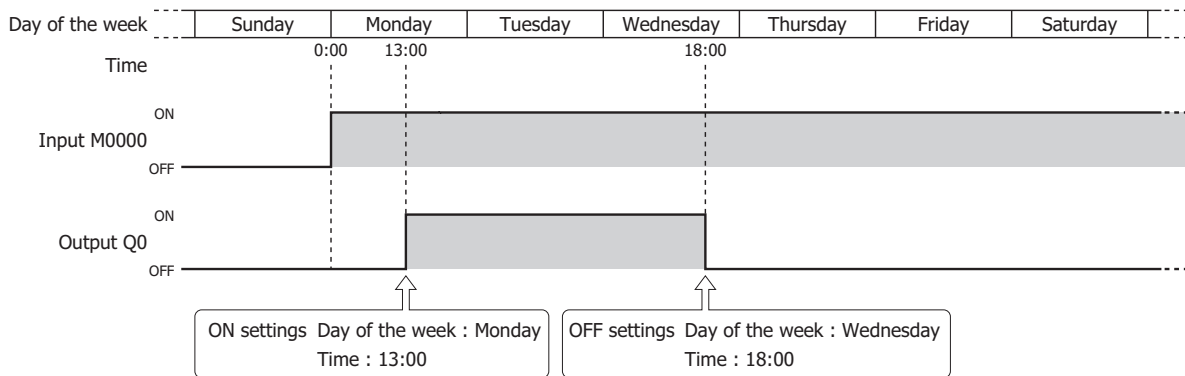 Day of the week Sunday Monday Tuesday Wednesday Thursday Friday Saturday
0:00 13:00 18:00
Time
ON
Input M0000
OFF
ON
Output Q0
OFF
ON settings Day of the week : Monday
Time : 13:00
OFF settings Day of the week : Wednesday
Time : 18:00